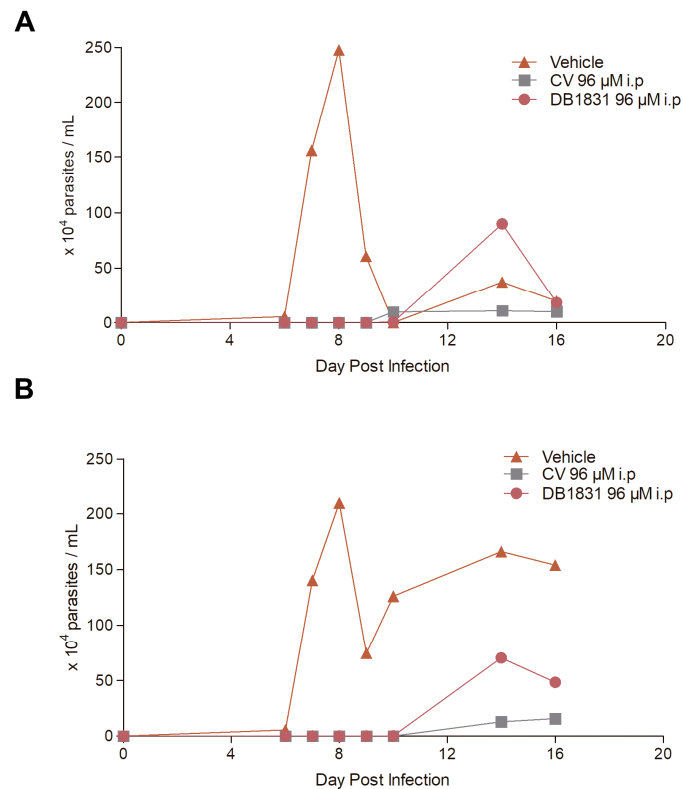 A
250
200
150
100
50
0
x 10⁴ parasites / mL
Vehicle
CV 96 µM i.p
DB1831 96 µM i.p
0 4 8 12 16 20
Day Post Infection
B
250
200
150
100
50
0
x 10⁴ parasites / mL
Vehicle
CV 96 µM i.p
DB1831 96 µM i.p
0 4 8 12 16 20
Day Post Infection